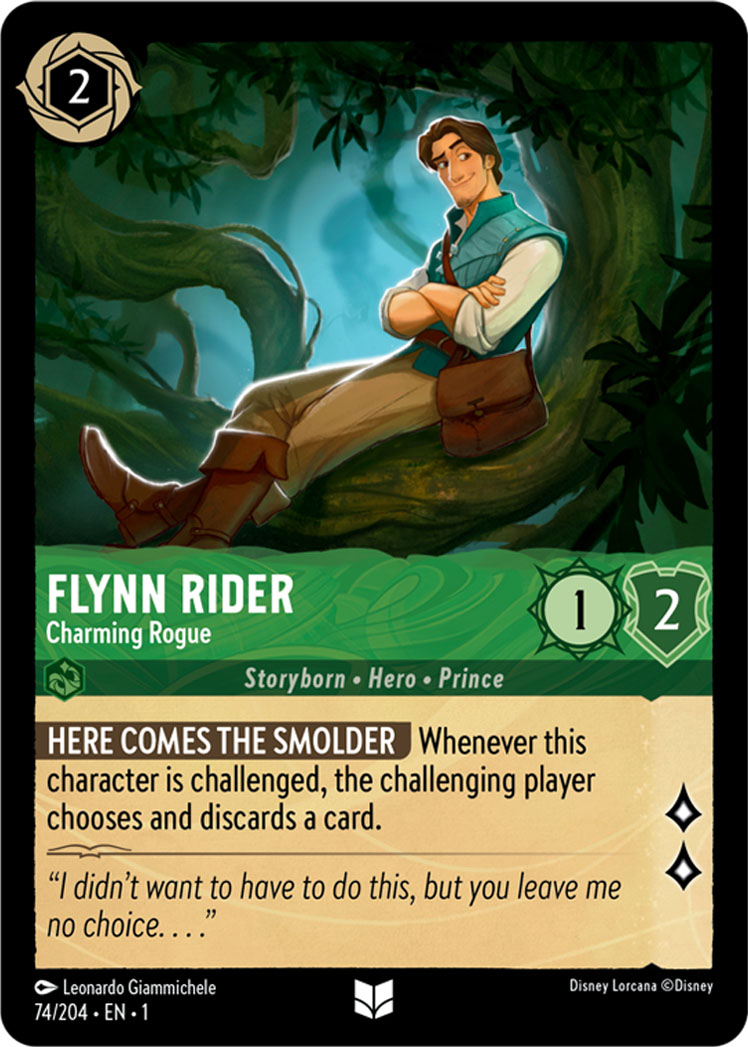 2
FLYNN RIDER
Charming Rogue
1
2
Storyborn • Hero • Prince
HERE COMES THE SMOLDER Whenever this
character is challenged, the challenging player
chooses and discards a card.
“I didn’t want to have to do this, but you leave me
no choice. . . .”
Leonardo Giammichele
74/204 • EN • 1
Disney Lorcana ©Disney